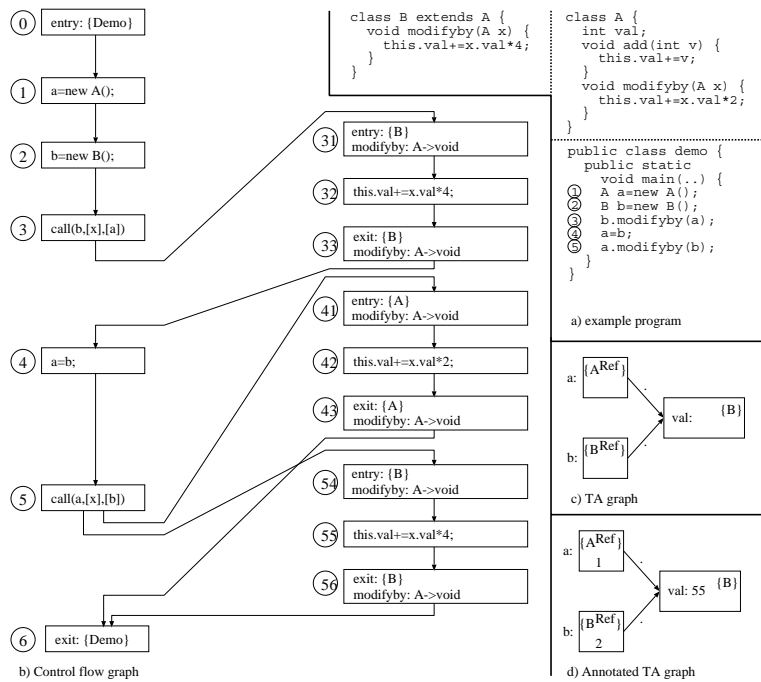 0
entry: {Demo}
1
a=new A();
2
b=new B();
3
call(b,[x],[a])
4
a=b;
5
call(a,[x],[b])
6
exit: {Demo}
b) Control flow graph
31
entry: {B}
modifyby: A->void
32
this.val+=x.val*4;
33
exit: {B}
modifyby: A->void
41
entry: {A}
modifyby: A->void
42
this.val+=x.val*2;
43
exit: {A}
modifyby: A->void
54
entry: {B}
modifyby: A->void
55
this.val+=x.val*4;
56
exit: {B}
modifyby: A->void
class B extends A {
void modifyby(A x) {
this.val+=x.val*4;
}
}
class A {
int val;
void add(int v) {
this.val+=v;
}
void modifyby(A x) {
this.val+=x.val*2;
}
}
public class demo {
public static
void main(..) {
1 A a=new A();
2 B b=new B();
3 b.modifyby(a);
4 a=b;
5 a.modifyby(b);
}
}
a) example program
a: {A^Ref}
.
val: {B}
b: {B^Ref}
.
c) TA graph
a: {A^Ref}
1
.
val: 55 {B}
b: {B^Ref}
2
.
d) Annotated TA graph